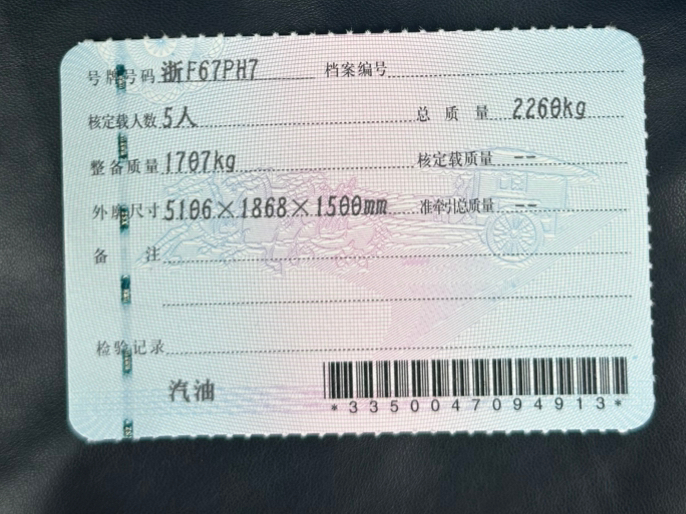 号牌号码 浙F67PH7 档案编号
核定载人数 5人 总质量 2260kg
整备质量 1707kg 核定载质量 --
外廓尺寸 5106×1868×1500mm 准牵引总质量 --
备注
检验记录
汽油
*3350047094913*